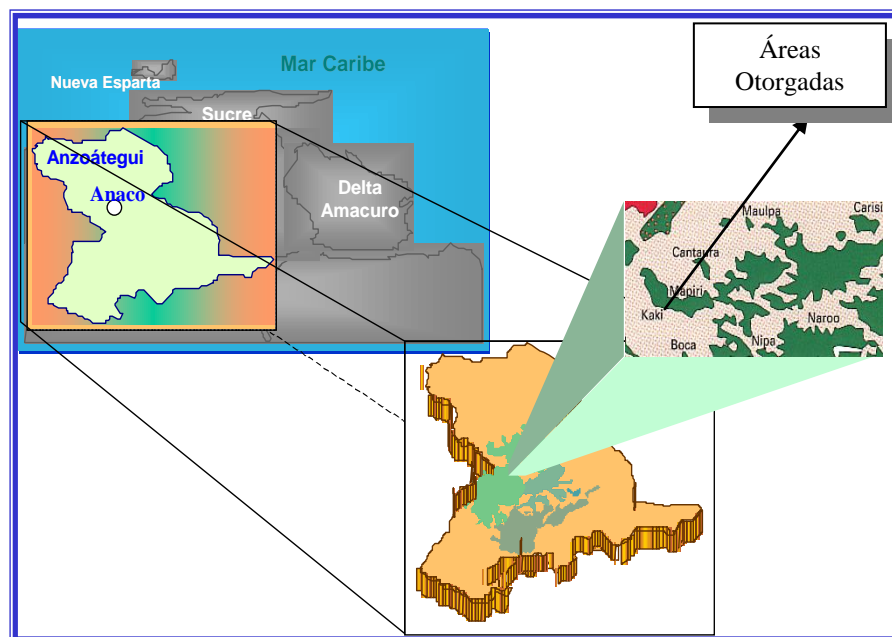 Áreas
Otorgadas
Mar Caribe
Nueva Esparta
Sucre
Anzoátegui
Anaco
Delta
Amacuro
Maulpa
Carisi
Cantaura
Mapiri
Kaki
Naroo
Boca
Nipa